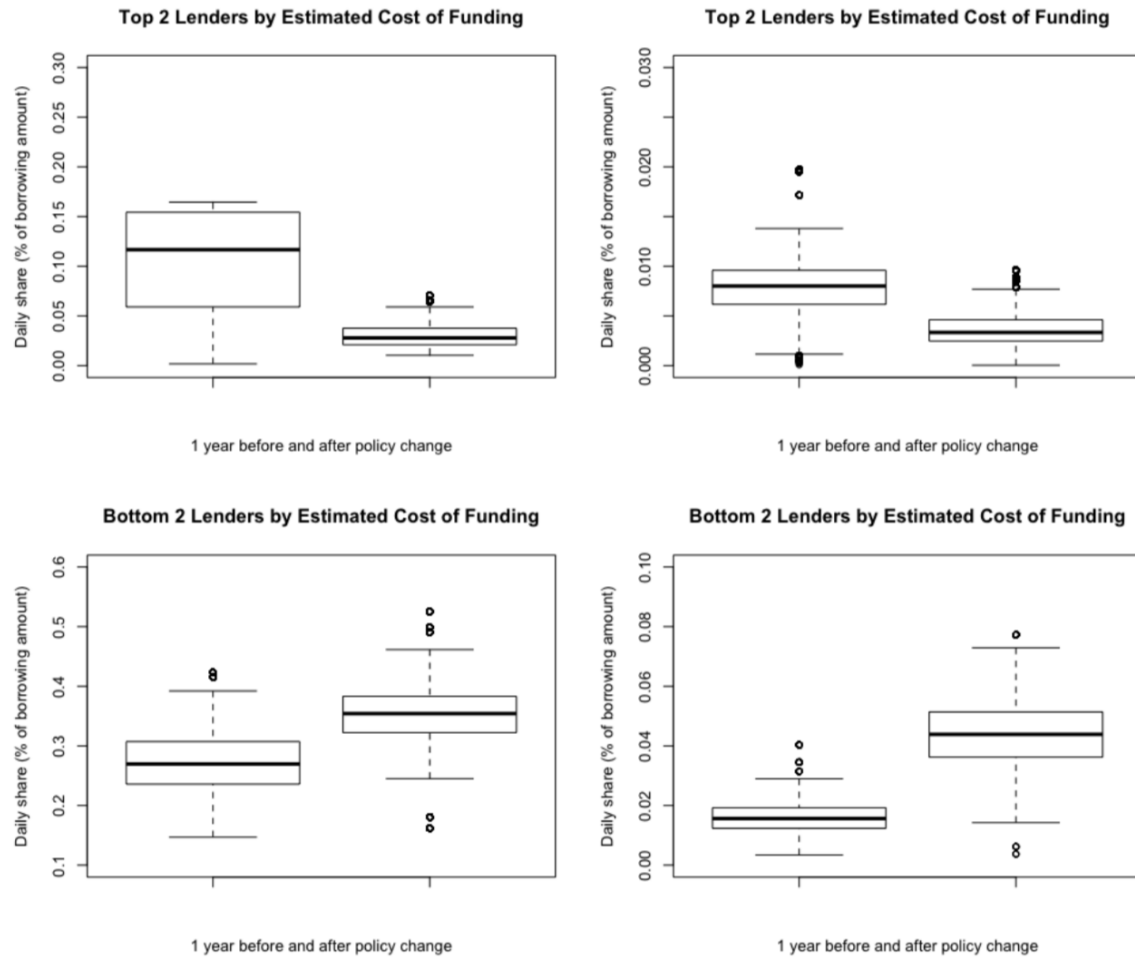 Top 2 Lenders by Estimated Cost of Funding
Daily share (% of borrowing amount)
0.30
0.25
0.20
0.15
0.10
0.05
0.00
1 year before and after policy change
Top 2 Lenders by Estimated Cost of Funding
Daily share (% of borrowing amount)
0.030
0.020
0.010
0.000
1 year before and after policy change
Bottom 2 Lenders by Estimated Cost of Funding
Daily share (% of borrowing amount)
0.6
0.5
0.4
0.3
0.2
0.1
1 year before and after policy change
Bottom 2 Lenders by Estimated Cost of Funding
Daily share (% of borrowing amount)
0.10
0.08
0.06
0.04
0.02
0.00
1 year before and after policy change